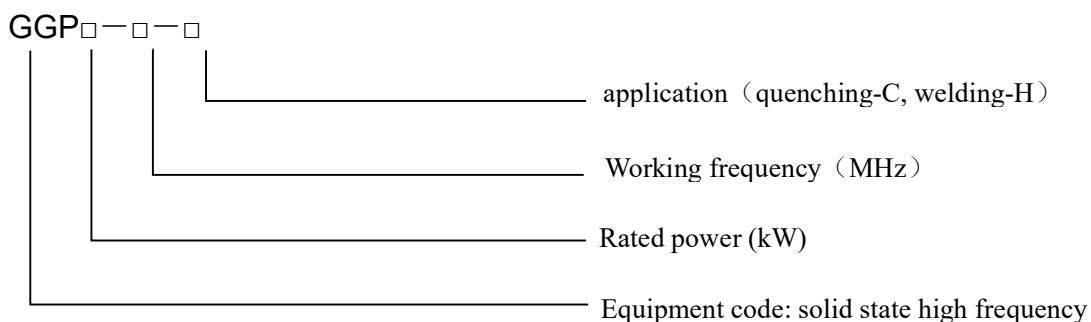 GGP□－□－□
application（quenching-C, welding-H）
Working frequency（MHz）
Rated power (kW)
Equipment code: solid state high frequency